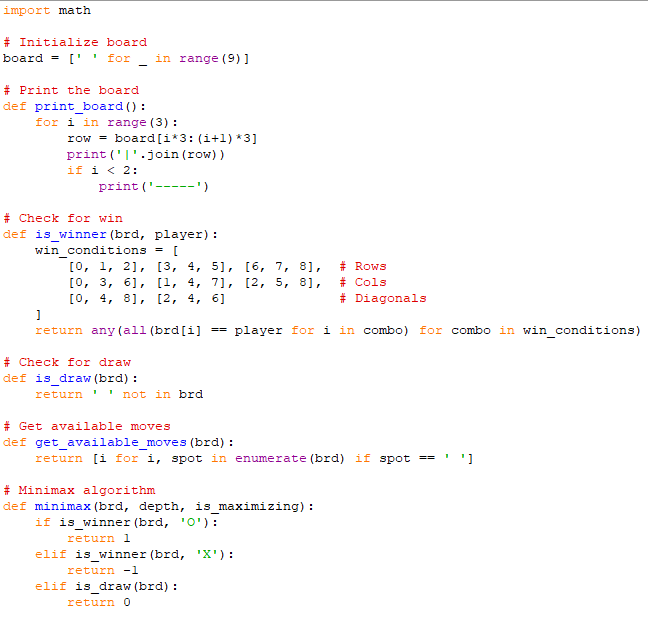 import math

# Initialize board
board = [' ' for _ in range(9)]

# Print the board
def print_board():
    for i in range(3):
        row = board[i*3:(i+1)*3]
        print('|'.join(row))
        if i < 2:
            print('-----')

# Check for win
def is_winner(brd, player):
    win_conditions = [
        [0, 1, 2], [3, 4, 5], [6, 7, 8],  # Rows
        [0, 3, 6], [1, 4, 7], [2, 5, 8],  # Cols
        [0, 4, 8], [2, 4, 6]              # Diagonals
    ]
    return any(all(brd[i] == player for i in combo) for combo in win_conditions)

# Check for draw
def is_draw(brd):
    return ' ' not in brd

# Get available moves
def get_available_moves(brd):
    return [i for i, spot in enumerate(brd) if spot == ' ']

# Minimax algorithm
def minimax(brd, depth, is_maximizing):
    if is_winner(brd, 'O'):
        return 1
    elif is_winner(brd, 'X'):
        return -1
    elif is_draw(brd):
        return 0